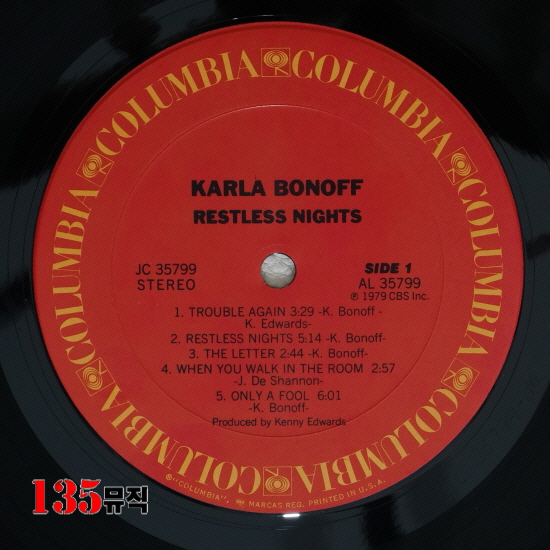 COLUMBIA COLUMBIA COLUMBIA COLUMBIA COLUMBIA COLUMBIA
KARLA BONOFF
RESTLESS NIGHTS
JC 35799
STEREO
SIDE 1
AL 35799
℗ 1979 CBS Inc.
1. TROUBLE AGAIN 3:29 -K. Bonoff -
K. Edwards-
2. RESTLESS NIGHTS 5:14 -K. Bonoff-
3. THE LETTER 2:44 -K. Bonoff-
4. WHEN YOU WALK IN THE ROOM 2:57
-J. De Shannon-
5. ONLY A FOOL 6:01
-K. Bonoff-
Produced by Kenny Edwards
"COLUMBIA", MARCAS REG. PRINTED IN U.S.A.
135뮤직